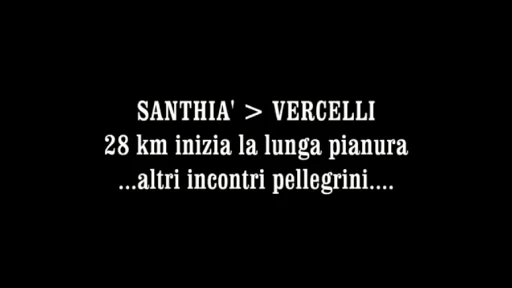 SANTHIA' > VERCELLI
28 km inizia la lunga pianura
...altri incontri pellegrini....